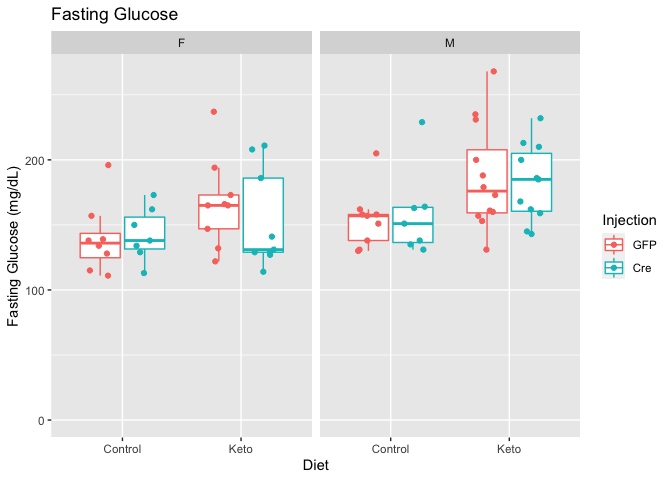 Fasting Glucose
F
M
Fasting Glucose (mg/dL)
200
100
0
Control
Keto
Control
Keto
Diet
Injection
GFP
Cre